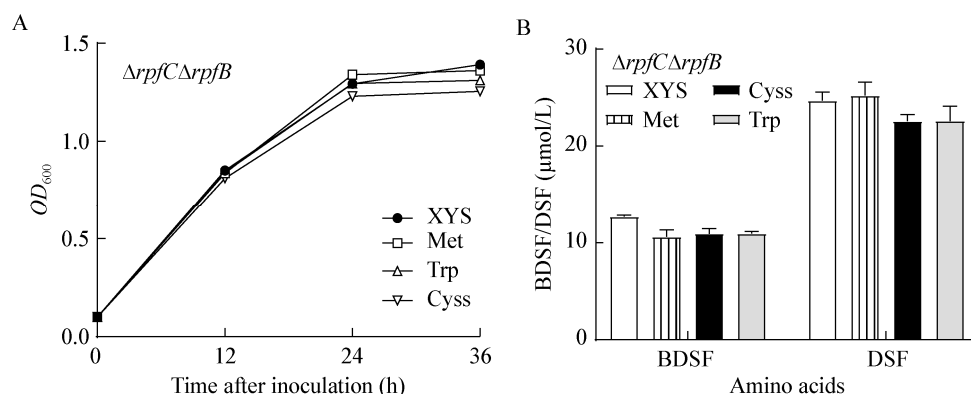 A
1.5
1.0
0.5
0.0
OD600
ΔrpfCΔrpfB
XYS
Met
Trp
Cyss
0 12 24 36
Time after inoculation (h)
B
30
20
10
0
BDSF/DSF (μmol/L)
ΔrpfCΔrpfB
XYS Cyss
Met Trp
BDSF DSF
Amino acids